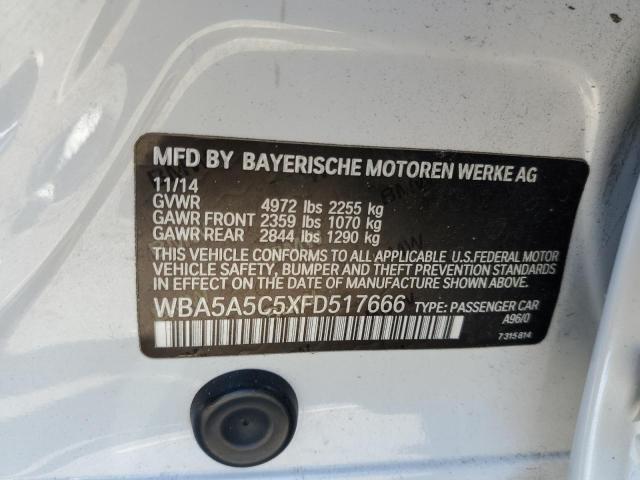 MFD BY BAYERISCHE MOTOREN WERKE AG
11/14
GVWR 4972 lbs 2255 kg
GAWR FRONT 2359 lbs 1070 kg
GAWR REAR 2844 lbs 1290 kg
THIS VEHICLE CONFORMS TO ALL APPLICABLE U.S.FEDERAL MOTOR
VEHICLE SAFETY, BUMPER AND THEFT PREVENTION STANDARDS
IN EFFECT ON THE DATE OF MANUFACTURE SHOWN ABOVE.
WBA5A5C5XFD517666 TYPE: PASSENGER CAR
A96/0
7315814